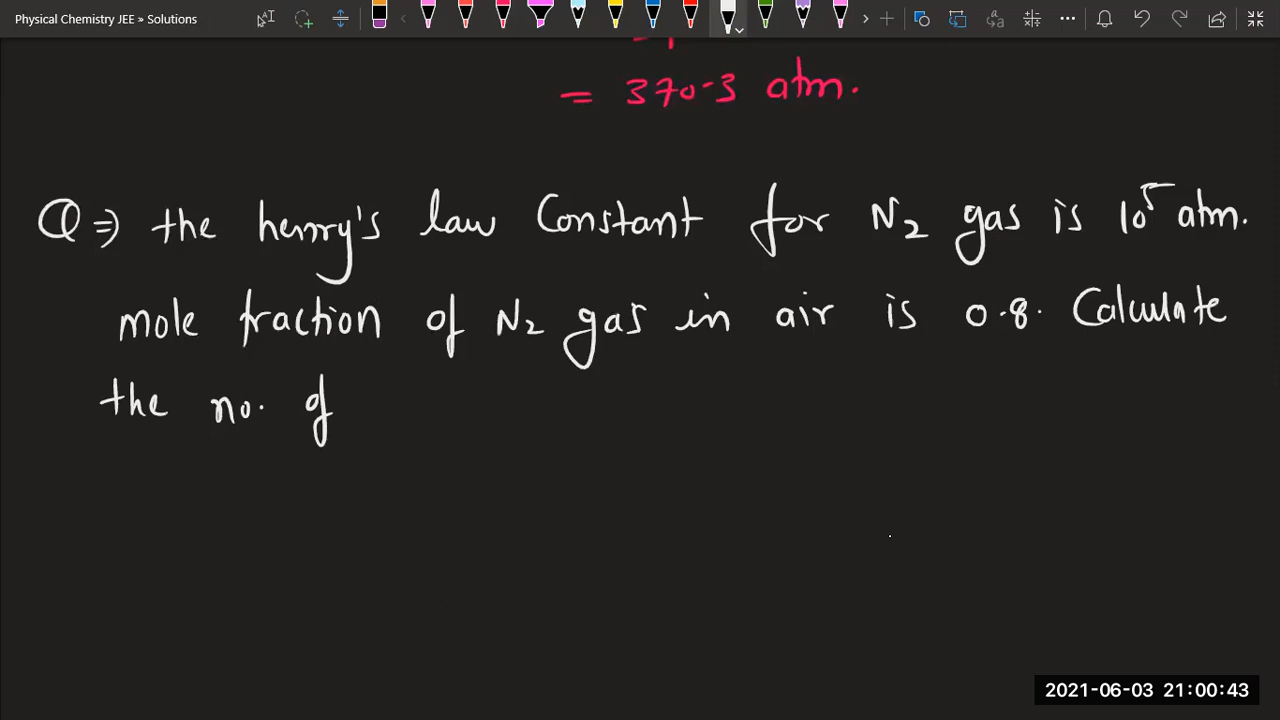 Physical Chemistry JEE » Solutions
= 370.3 atm.
Q⇒ the henry's law Constant for N₂ gas is 10⁵ atm.
mole fraction of N₂ gas in air is 0.8. Calculate
the no. of
2021-06-03 21:00:43